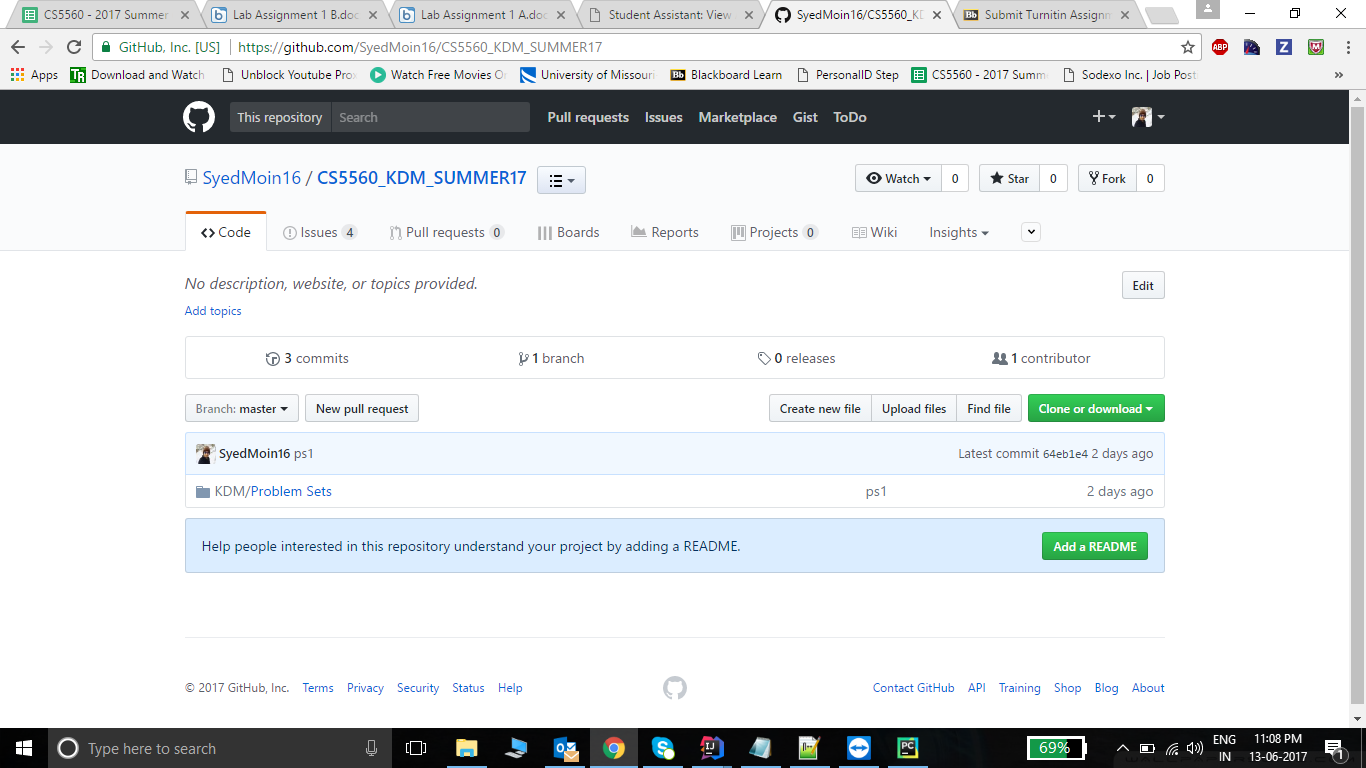 CS5560 - 2017 Summer
Lab Assignment 1 B.doc
Lab Assignment 1 A.doc
Student Assistant: View
SyedMoin16/CS5560_KD
Submit Turnitin Assignm
GitHub, Inc. [US] https://github.com/SyedMoin16/CS5560_KDM_SUMMER17
ABP
Apps Download and Watch Unblock Youtube Pro Watch Free Movies O University of Missouri Blackboard Learn PersonalID Step CS5560 - 2017 Summ Sodexo Inc. | Job Post »
This repository Search Pull requests Issues Marketplace Gist ToDo
SyedMoin16 / CS5560_KDM_SUMMER17 Watch 0 Star 0 Fork 0
Code Issues 4 Pull requests 0 Boards Reports Projects 0 Wiki Insights
No description, website, or topics provided. Edit
Add topics
3 commits 1 branch 0 releases 1 contributor
Branch: master New pull request Create new file Upload files Find file Clone or download
SyedMoin16 ps1 Latest commit 64eb1e4 2 days ago
KDM/Problem Sets ps1 2 days ago
Help people interested in this repository understand your project by adding a README. Add a README
© 2017 GitHub, Inc. Terms Privacy Security Status Help Contact GitHub API Training Shop Blog About
Type here to search 69% ENG 11:08 PM
IN 13-06-2017 1